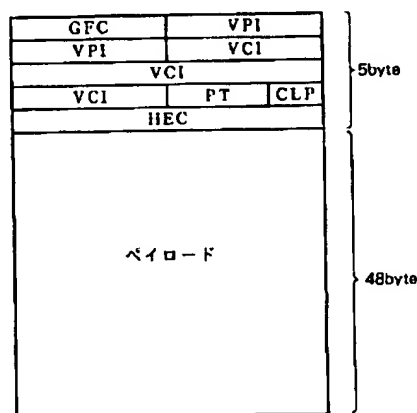 GFC VPI
VPI VCI
VCI
VCI PT CLP
HEC
5byte
ペイロード
48byte